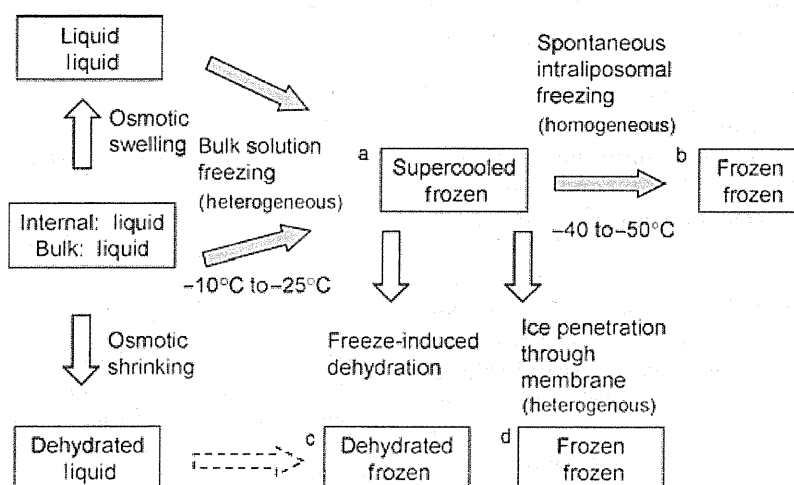 Liquid
liquid
Osmotic
swelling
Internal: liquid
Bulk: liquid
Osmotic
shrinking
Dehydrated
liquid
Bulk solution
freezing
(heterogeneous)
−10°C to−25°C
a
Supercooled
frozen
Spontaneous
intraliposomal
freezing
(homogeneous)
−40 to−50°C
b
Frozen
frozen
Freeze-induced
dehydration
c
Dehydrated
frozen
Ice penetration
through
membrane
(heterogenous)
d
Frozen
frozen